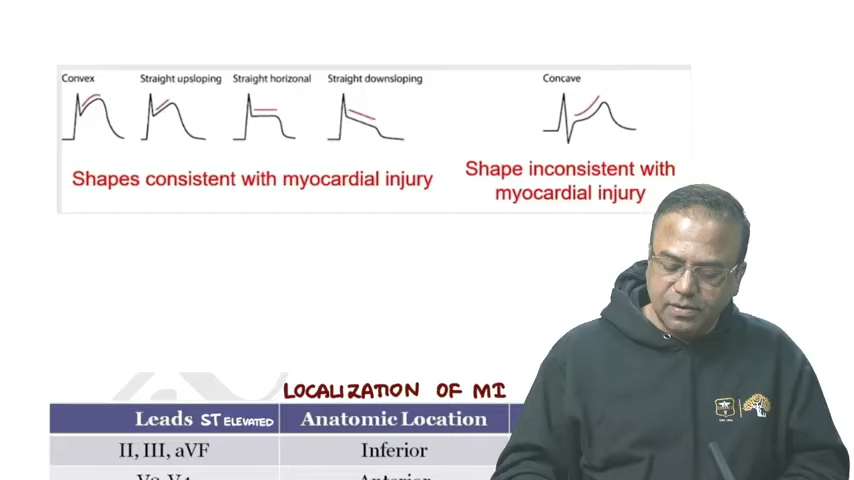 Convex
Straight upsloping
Straight horizonal
Straight downsloping
Concave
Shapes consistent with myocardial injury
Shape inconsistent with
myocardial injury
LOCALIZATION OF MI
Leads ST ELEVATED
Anatomic Location
II, III, aVF
Inferior